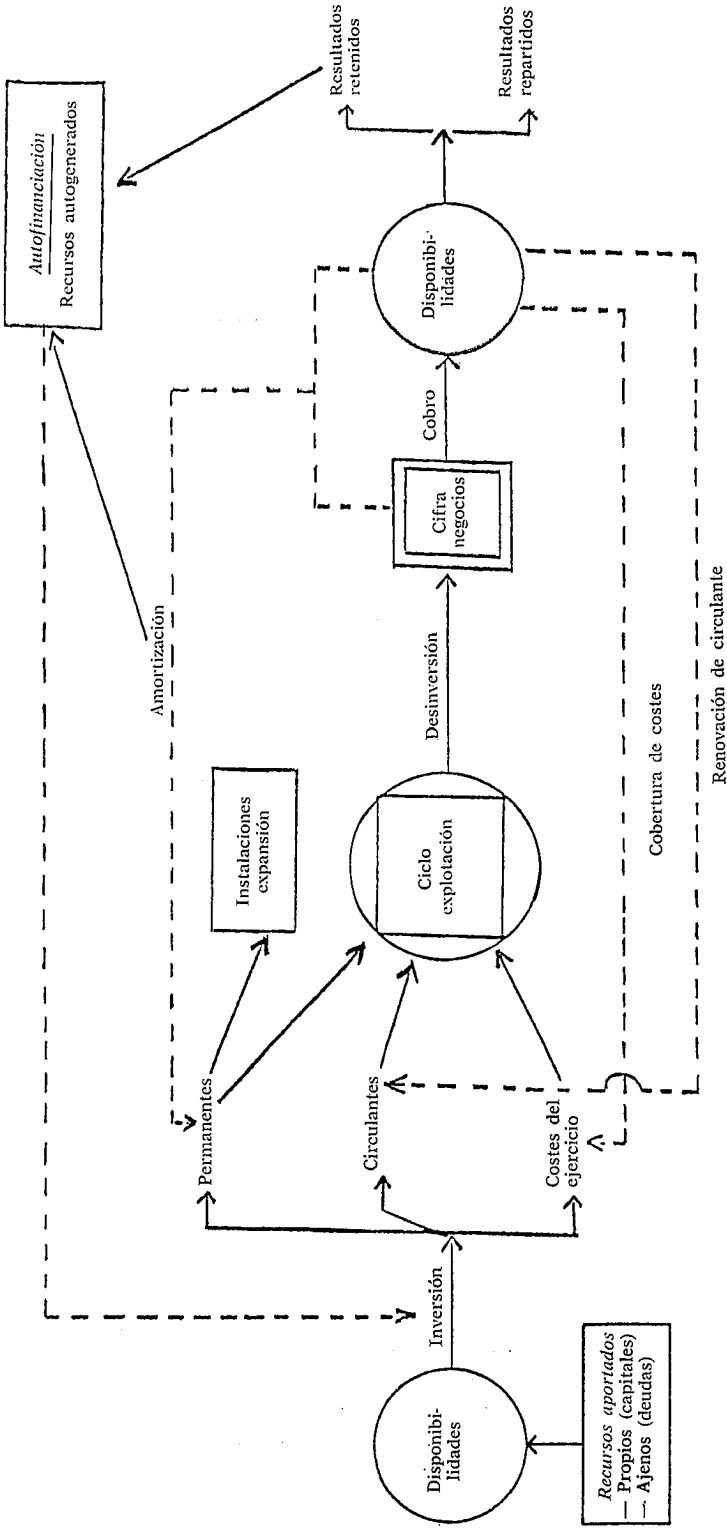 Autofinanciación
Recursos autogenerados
Resultados
retenidos
Resultados
repartidos
Disponibi-
lidades
Cobro
Cifra
negocios
Desinversión
Amortización
Instalaciones
expansión
Ciclo
explotación
Cobertura de costes
Renovación de circulante
Permanentes
Circulantes
Costes del
ejercicio
Inversión
Disponibi-
lidades
Recursos aportados
— Propios (capitales)
— Ajenos (deudas)